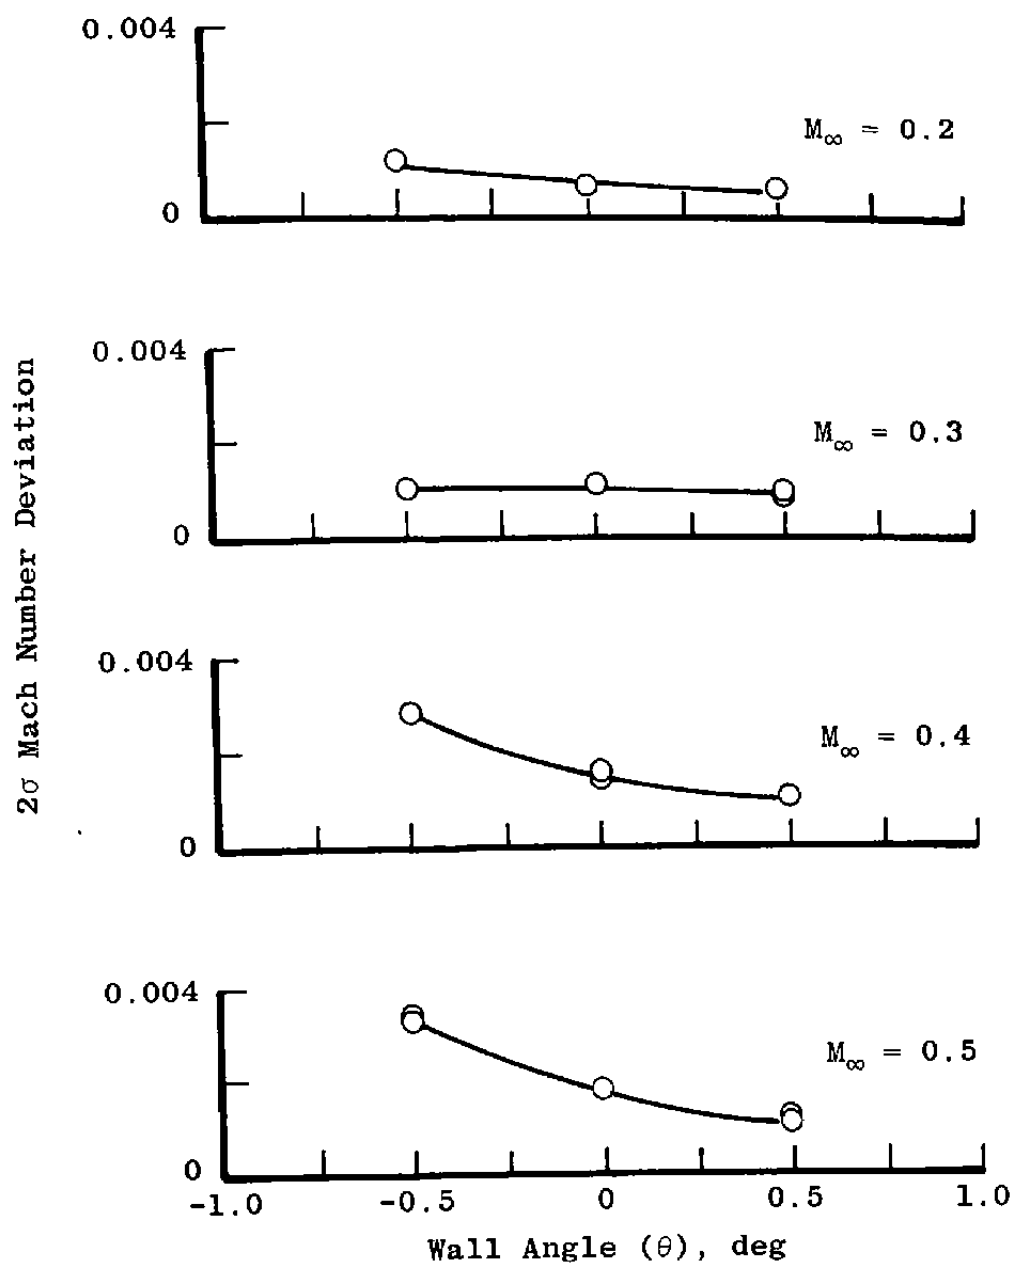 0.004
M∞ = 0.2
0
0.004
M∞ = 0.3
0
2σ Mach Number Deviation
0.004
M∞ = 0.4
0
0.004
M∞ = 0.5
0
-1.0 -0.5 0 0.5 1.0
Wall Angle (θ), deg